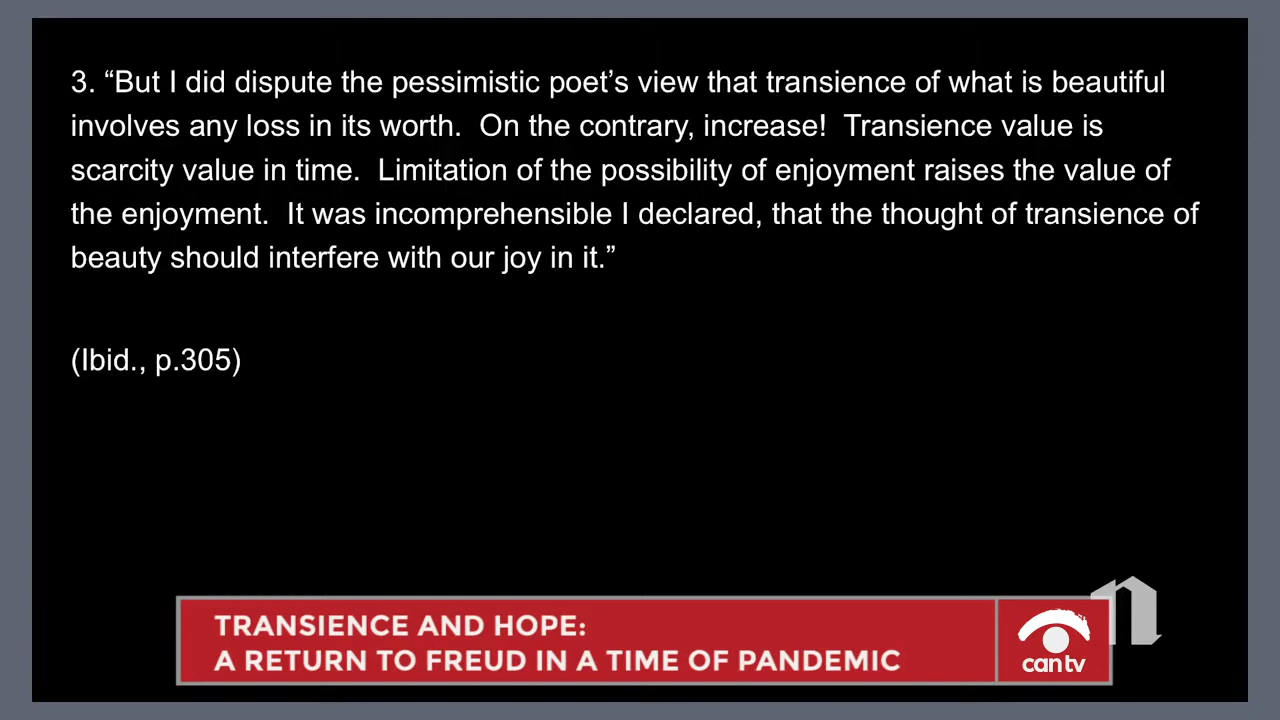 3. “But I did dispute the pessimistic poet’s view that transience of what is beautiful
involves any loss in its worth.  On the contrary, increase!  Transience value is
scarcity value in time.  Limitation of the possibility of enjoyment raises the value of
the enjoyment.  It was incomprehensible I declared, that the thought of transience of
beauty should interfere with our joy in it.”
(Ibid., p.305)
TRANSIENCE AND HOPE:
A RETURN TO FREUD IN A TIME OF PANDEMIC
can tv
n